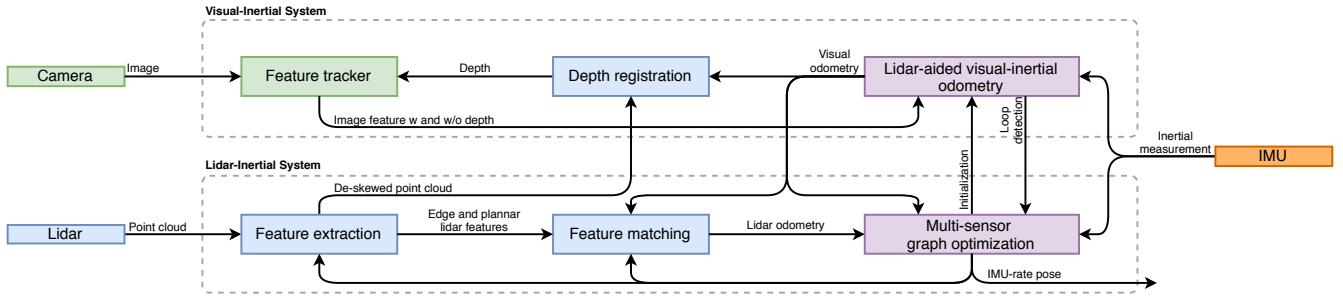 Visual-Inertial System
Camera
Image
Feature tracker
Depth
Depth registration
Visual
odometry
Lidar-aided visual-inertial
odometry
Image feature w and w/o depth
Loop
detection
Inertial
measurement
IMU
Lidar-Inertial System
De-skewed point cloud
Initialization
Lidar
Point cloud
Feature extraction
Edge and plannar
lidar features
Feature matching
Lidar odometry
Multi-sensor
graph optimization
IMU-rate pose